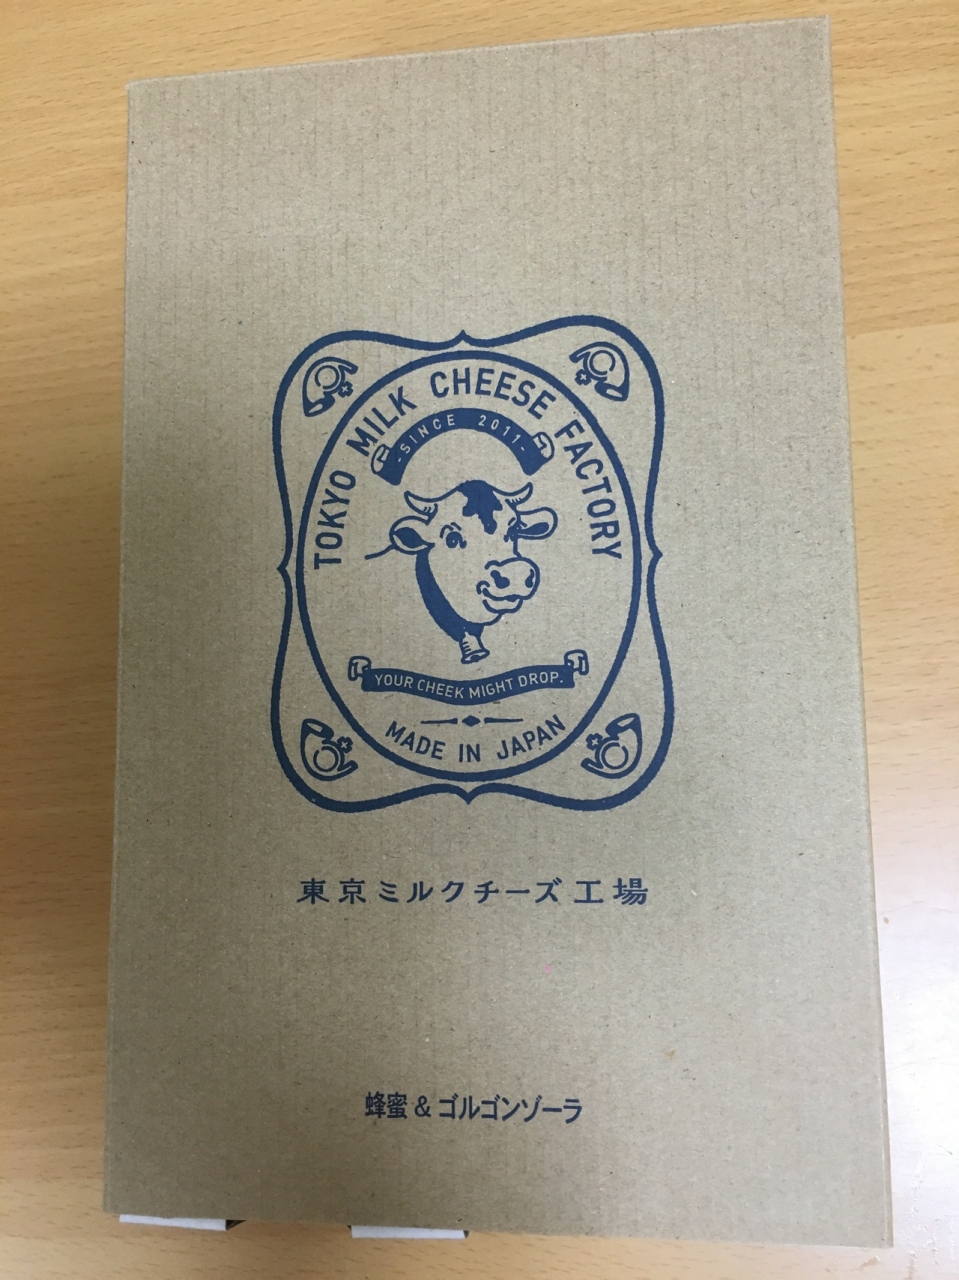 TOKYO MILK CHEESE FACTORY
-SINCE 2011-
YOUR CHEEK MIGHT DROP.
MADE IN JAPAN
東京ミルクチーズ工場
蜂蜜&ゴルゴンゾーラ